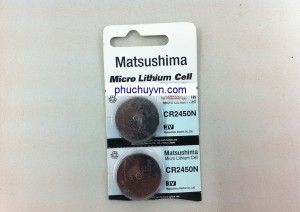 Matsushima
Micro Lithium Cell
phuchuyvn.com
CR2450N
3V
Matsushima
Micro Lithium Cell
CR2450N
3V